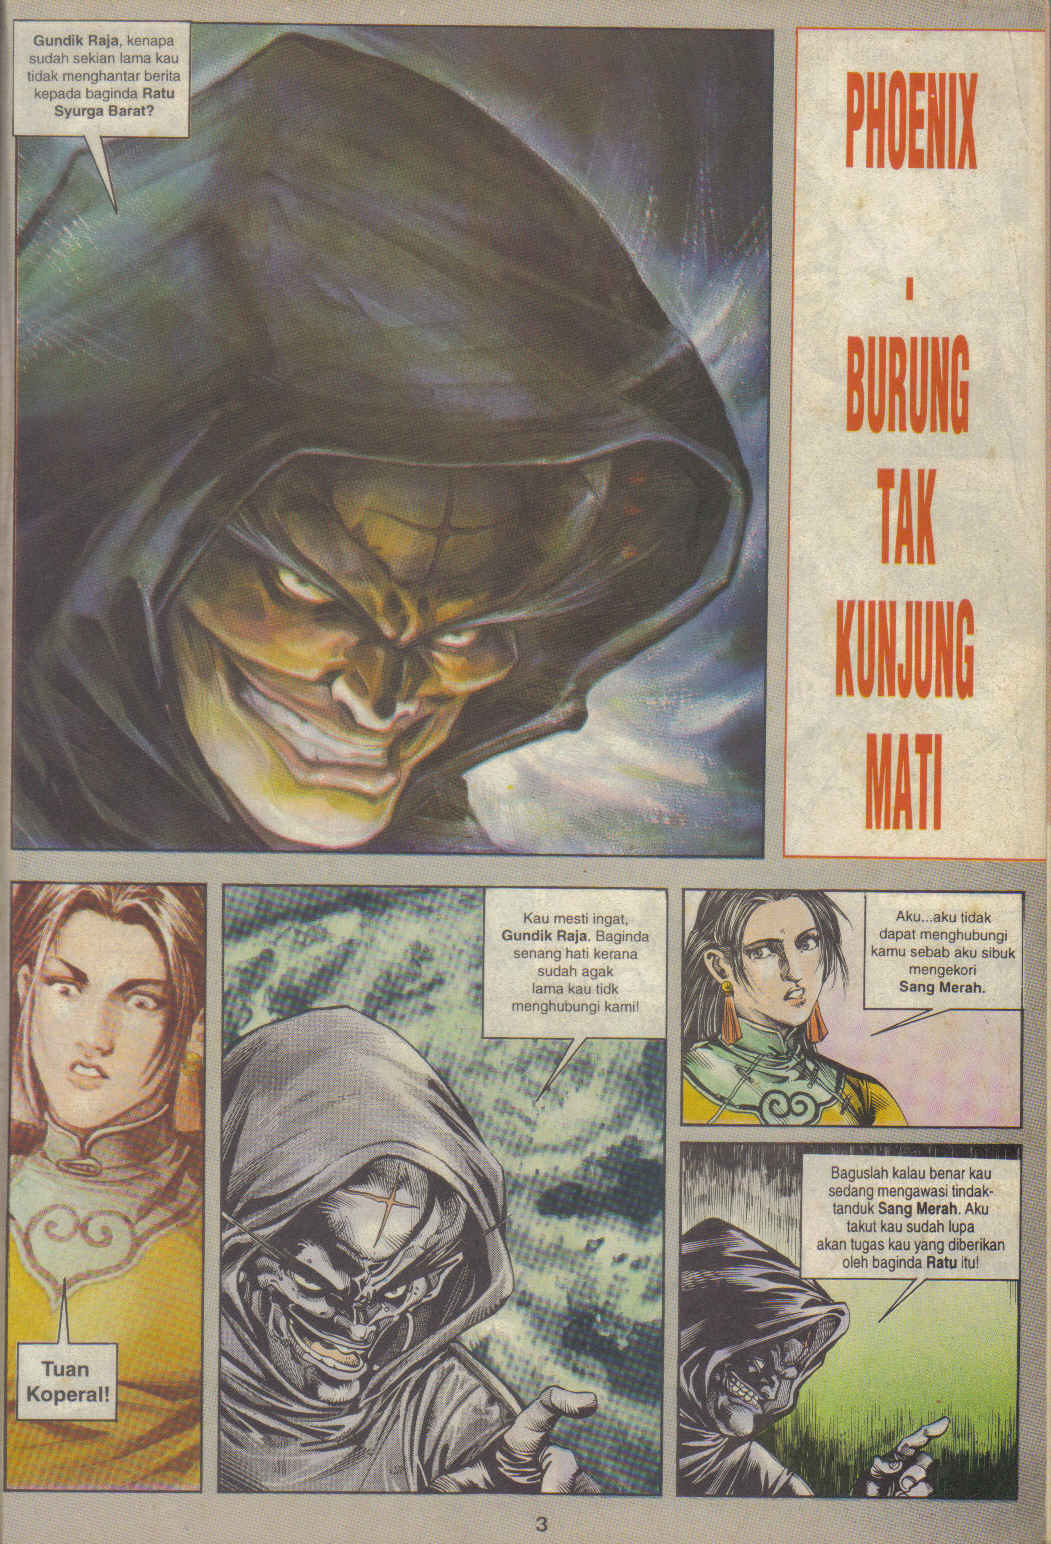 Gundik Raja, kenapa
sudah sekian lama kau
tidak menghantar berita
kepada baginda Ratu
Syurga Barat?
PHOENIX
.
BURUNG
TAK
KUNJUNG
MATI
Tuan
Koperal!
Kau mesti ingat,
Gundik Raja. Baginda
senang hati kerana
sudah agak
lama kau tidk
menghubungi kami!
Aku...aku tidak
dapat menghubungi
kamu sebab aku sibuk
mengekori
Sang Merah.
Baguslah kalau benar kau
sedang mengawasi tindak-
tanduk Sang Merah. Aku
takut kau sudah lupa
akan tugas kau yang diberikan
oleh baginda Ratu itu!
3